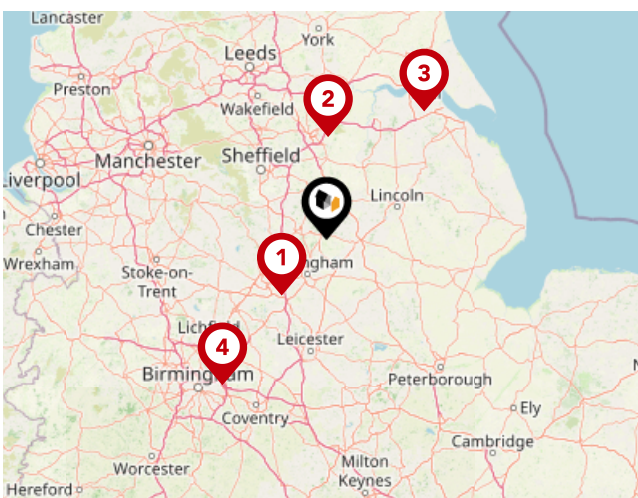 Lancaster
York
Leeds
3
Preston
2
Wakefield
Manchester
Sheffield
Liverpool
Lincoln
Chester
1
ngham
Wrexham
Stoke-on-
Trent
Lichfield
Leicester
4
Birmingham
Peterborough
Coventry
Ely
Cambridge
Worcester
Milton
Keynes
Hereford